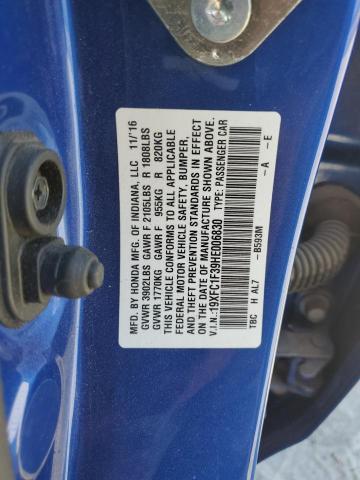 MFD. BY HONDA MFG. OF INDIANA, LLC 11/16
GVWR 3902LBS GAWR F 2105LBS R 1808LBS
GVWR 1770KG GAWR F 955KG R 820KG
THIS VEHICLE CONFORMS TO ALL APPLICABLE
FEDERAL MOTOR VEHICLE SAFETY, BUMPER,
AND THEFT PREVENTION STANDARDS IN EFFECT
ON THE DATE OF MANUFACTURE SHOWN ABOVE.
V.I.N.:19XFC1F39HE006830 TYPE: PASSENGER CAR
-A -E
TBC H AL7 -B593M